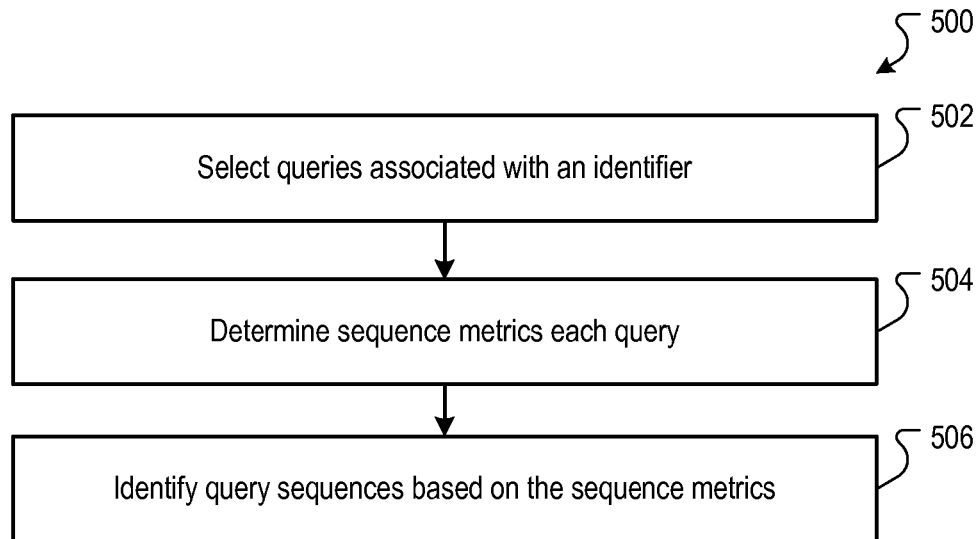 500
502
Select queries associated with an identifier
504
Determine sequence metrics each query
506
Identify query sequences based on the sequence metrics